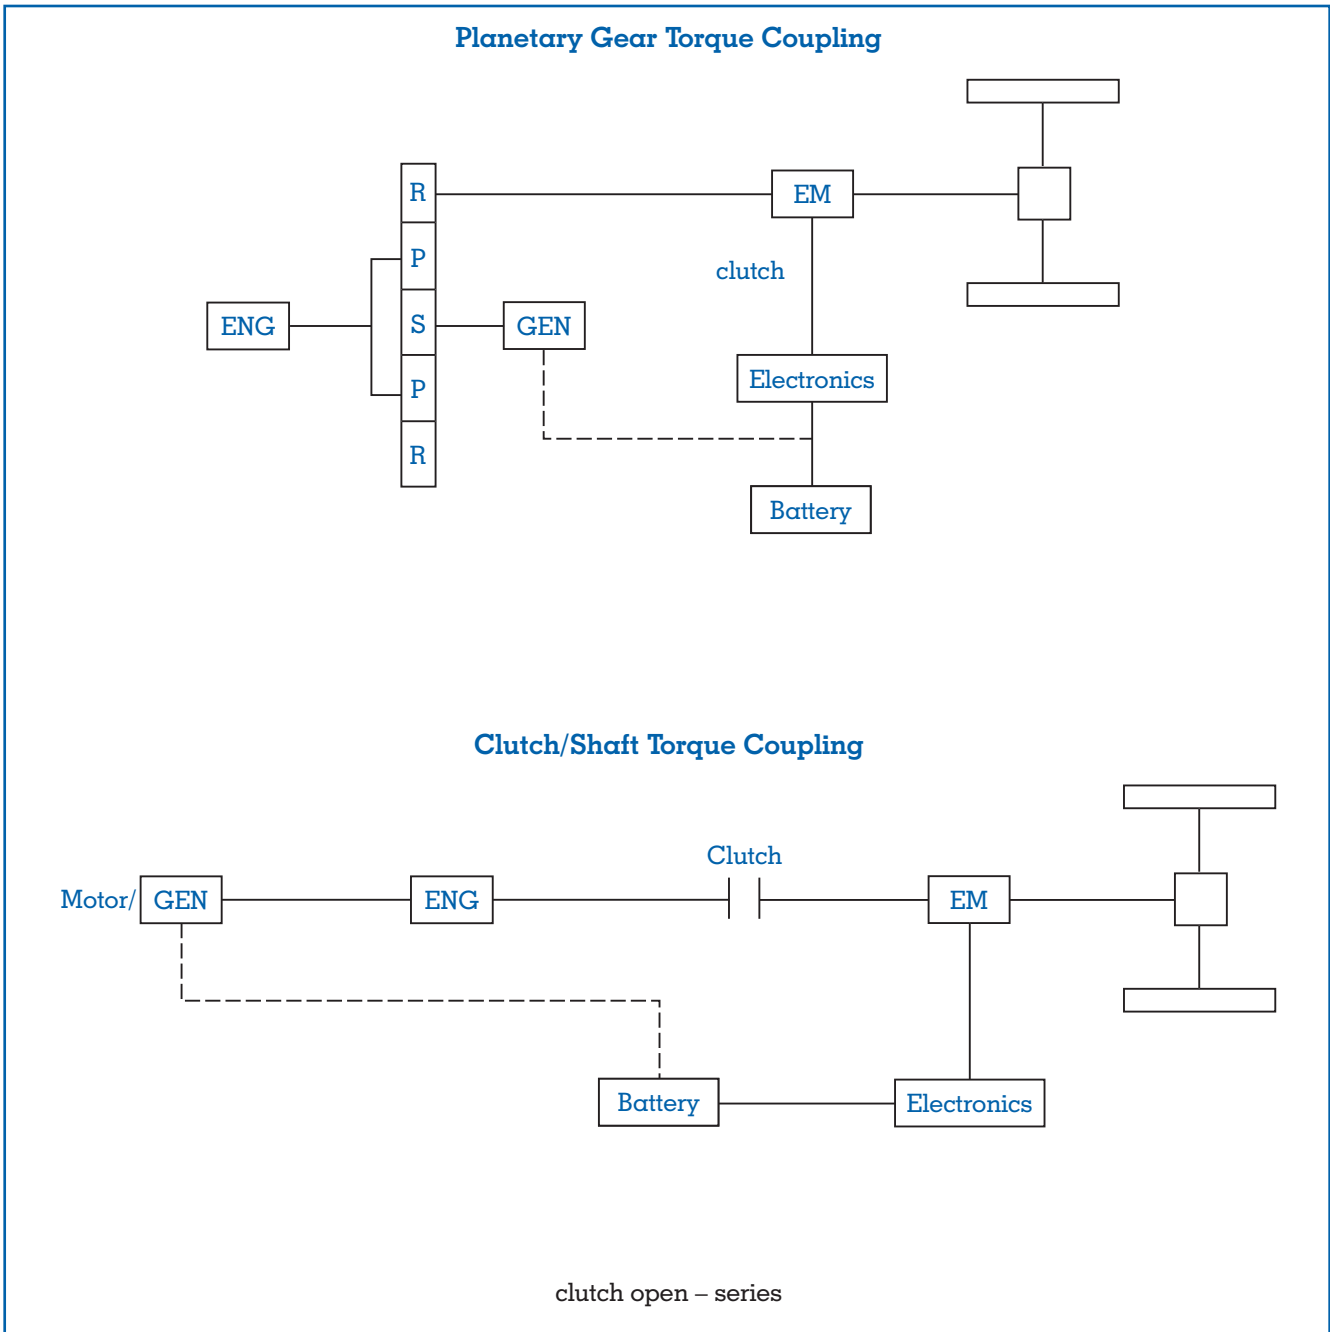 Planetary Gear Torque Coupling
R
EM
P
clutch
ENG
S
GEN
Electronics
P
R
Battery
Clutch/Shaft Torque Coupling
Clutch
Motor/ GEN
ENG
EM
Battery
Electronics
clutch open – series